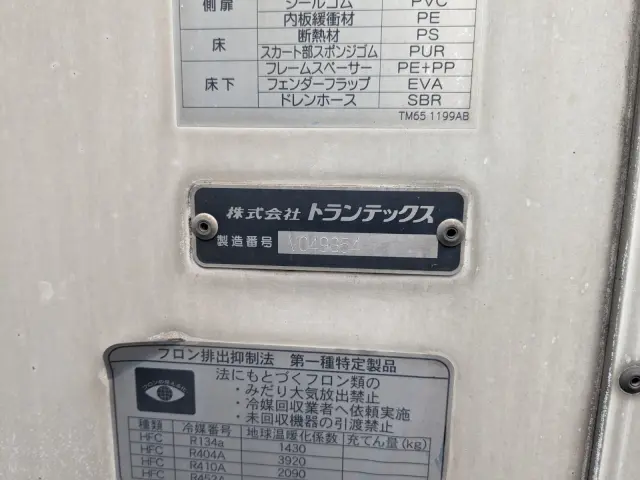 側扉 シールゴム PVC
内板緩衝材 PE
床 断熱材 PS
スカート部スポンジゴム PUR
床下 フレームスペーサー PE+PP
フェンダーフラップ EVA
ドレンホース SBR
TM65 1199AB
株式会社 トランテックス
製造番号
フロン排出抑制法 第一種特定製品
法にもとづくフロン類の
・みだり大気放出禁止
・冷媒回収業者へ依頼実施
・未回収機器の引渡禁止
種類 冷媒番号 地球温暖化係数 充てん量(kg)
HFC R134a 1430
HFC R404A 3920
HFC R410A 2090